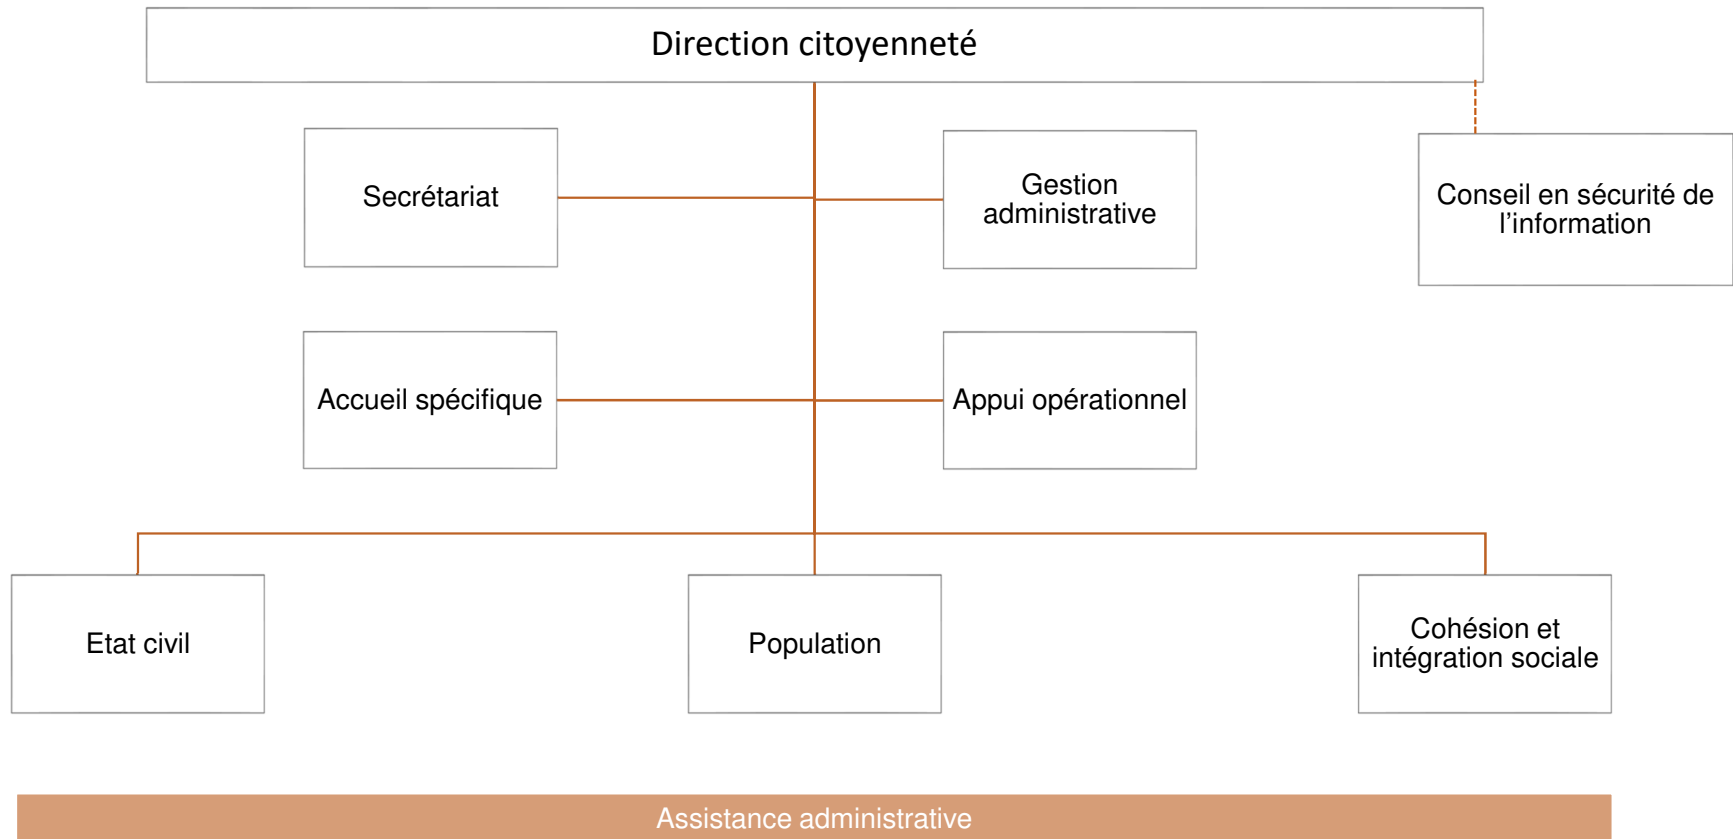 Direction citoyenneté
Secrétariat
Gestion
administrative
Conseil en sécurité de
l’information
Accueil spécifique
Appui opérationnel
Etat civil
Population
Cohésion et
intégration sociale
Assistance administrative